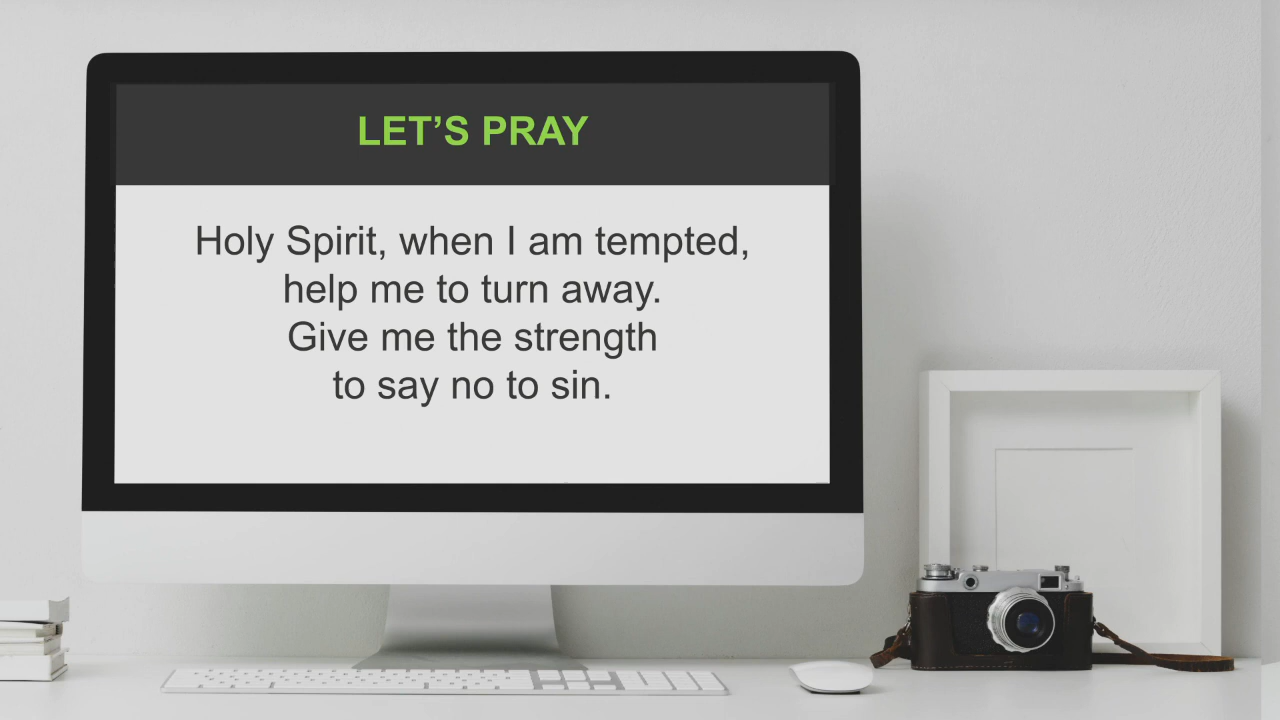 LET’S PRAY
Holy Spirit, when I am tempted,
help me to turn away.
Give me the strength
to say no to sin.